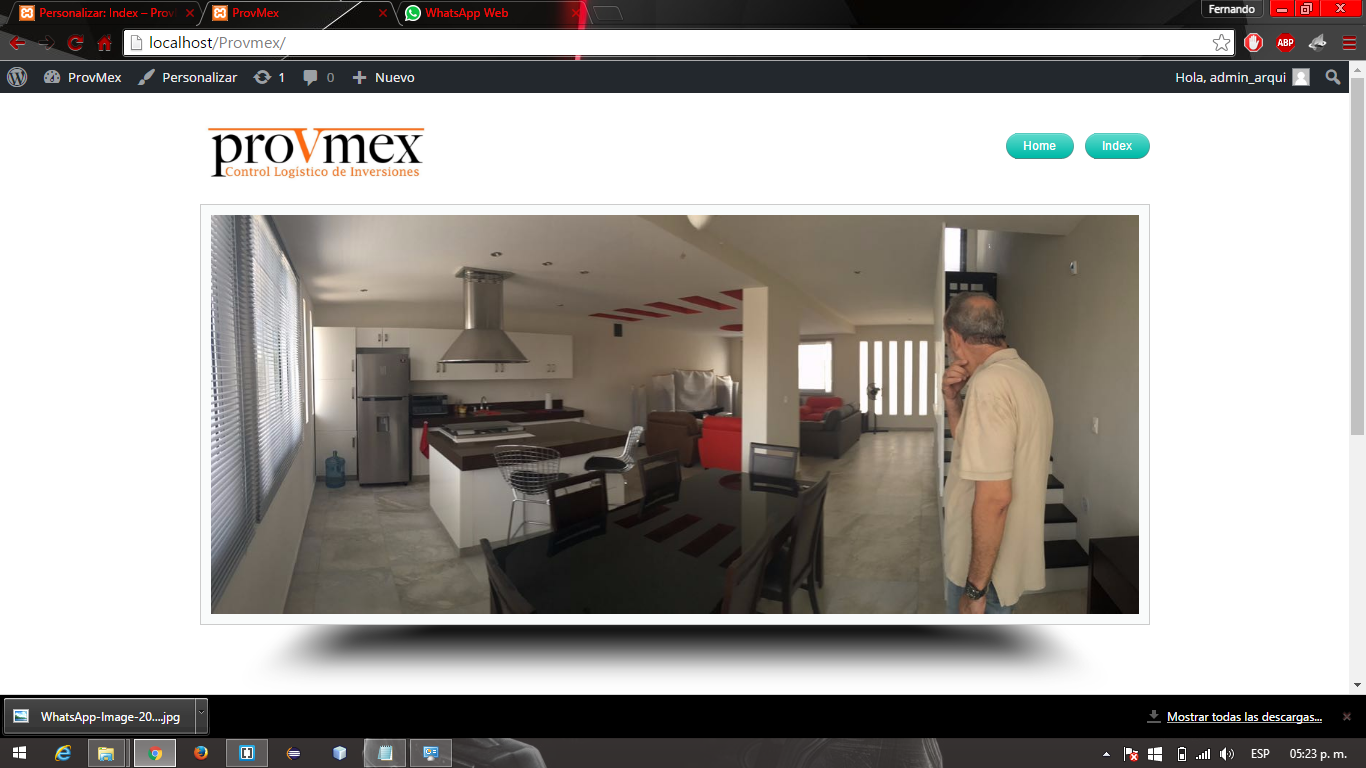 Personalizar: Index – Prov
ProvMex
WhatsApp Web
Fernando
localhost/Provmex/
ABP
ProvMex
Personalizar
1
0
Nuevo
Hola, admin_arqui
proVmex
Control Logístico de Inversiones
Home
Index
WhatsApp-Image-20....jpg
Mostrar todas las descargas...
ESP
05:23 p. m.